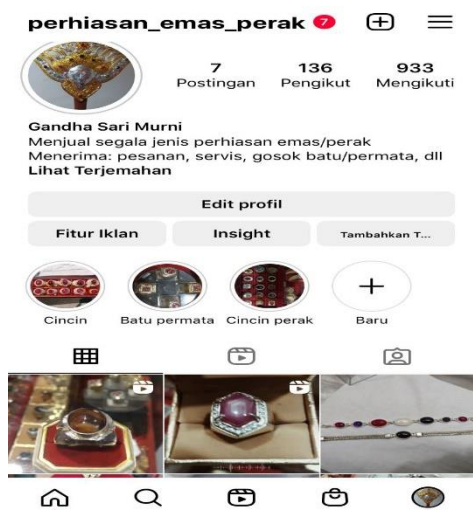 perhiasan_emas_perak 7
7 136 933
Postingan Pengikut Mengikuti
Gandha Sari Murni
Menjual segala jenis perhiasan emas/perak
Menerima: pesanan, servis, gosok batu/permata, dll
Lihat Terjemahan
Edit profil
Fitur Iklan Insight Tambahkan T...
Cincin Batu permata Cincin perak Baru